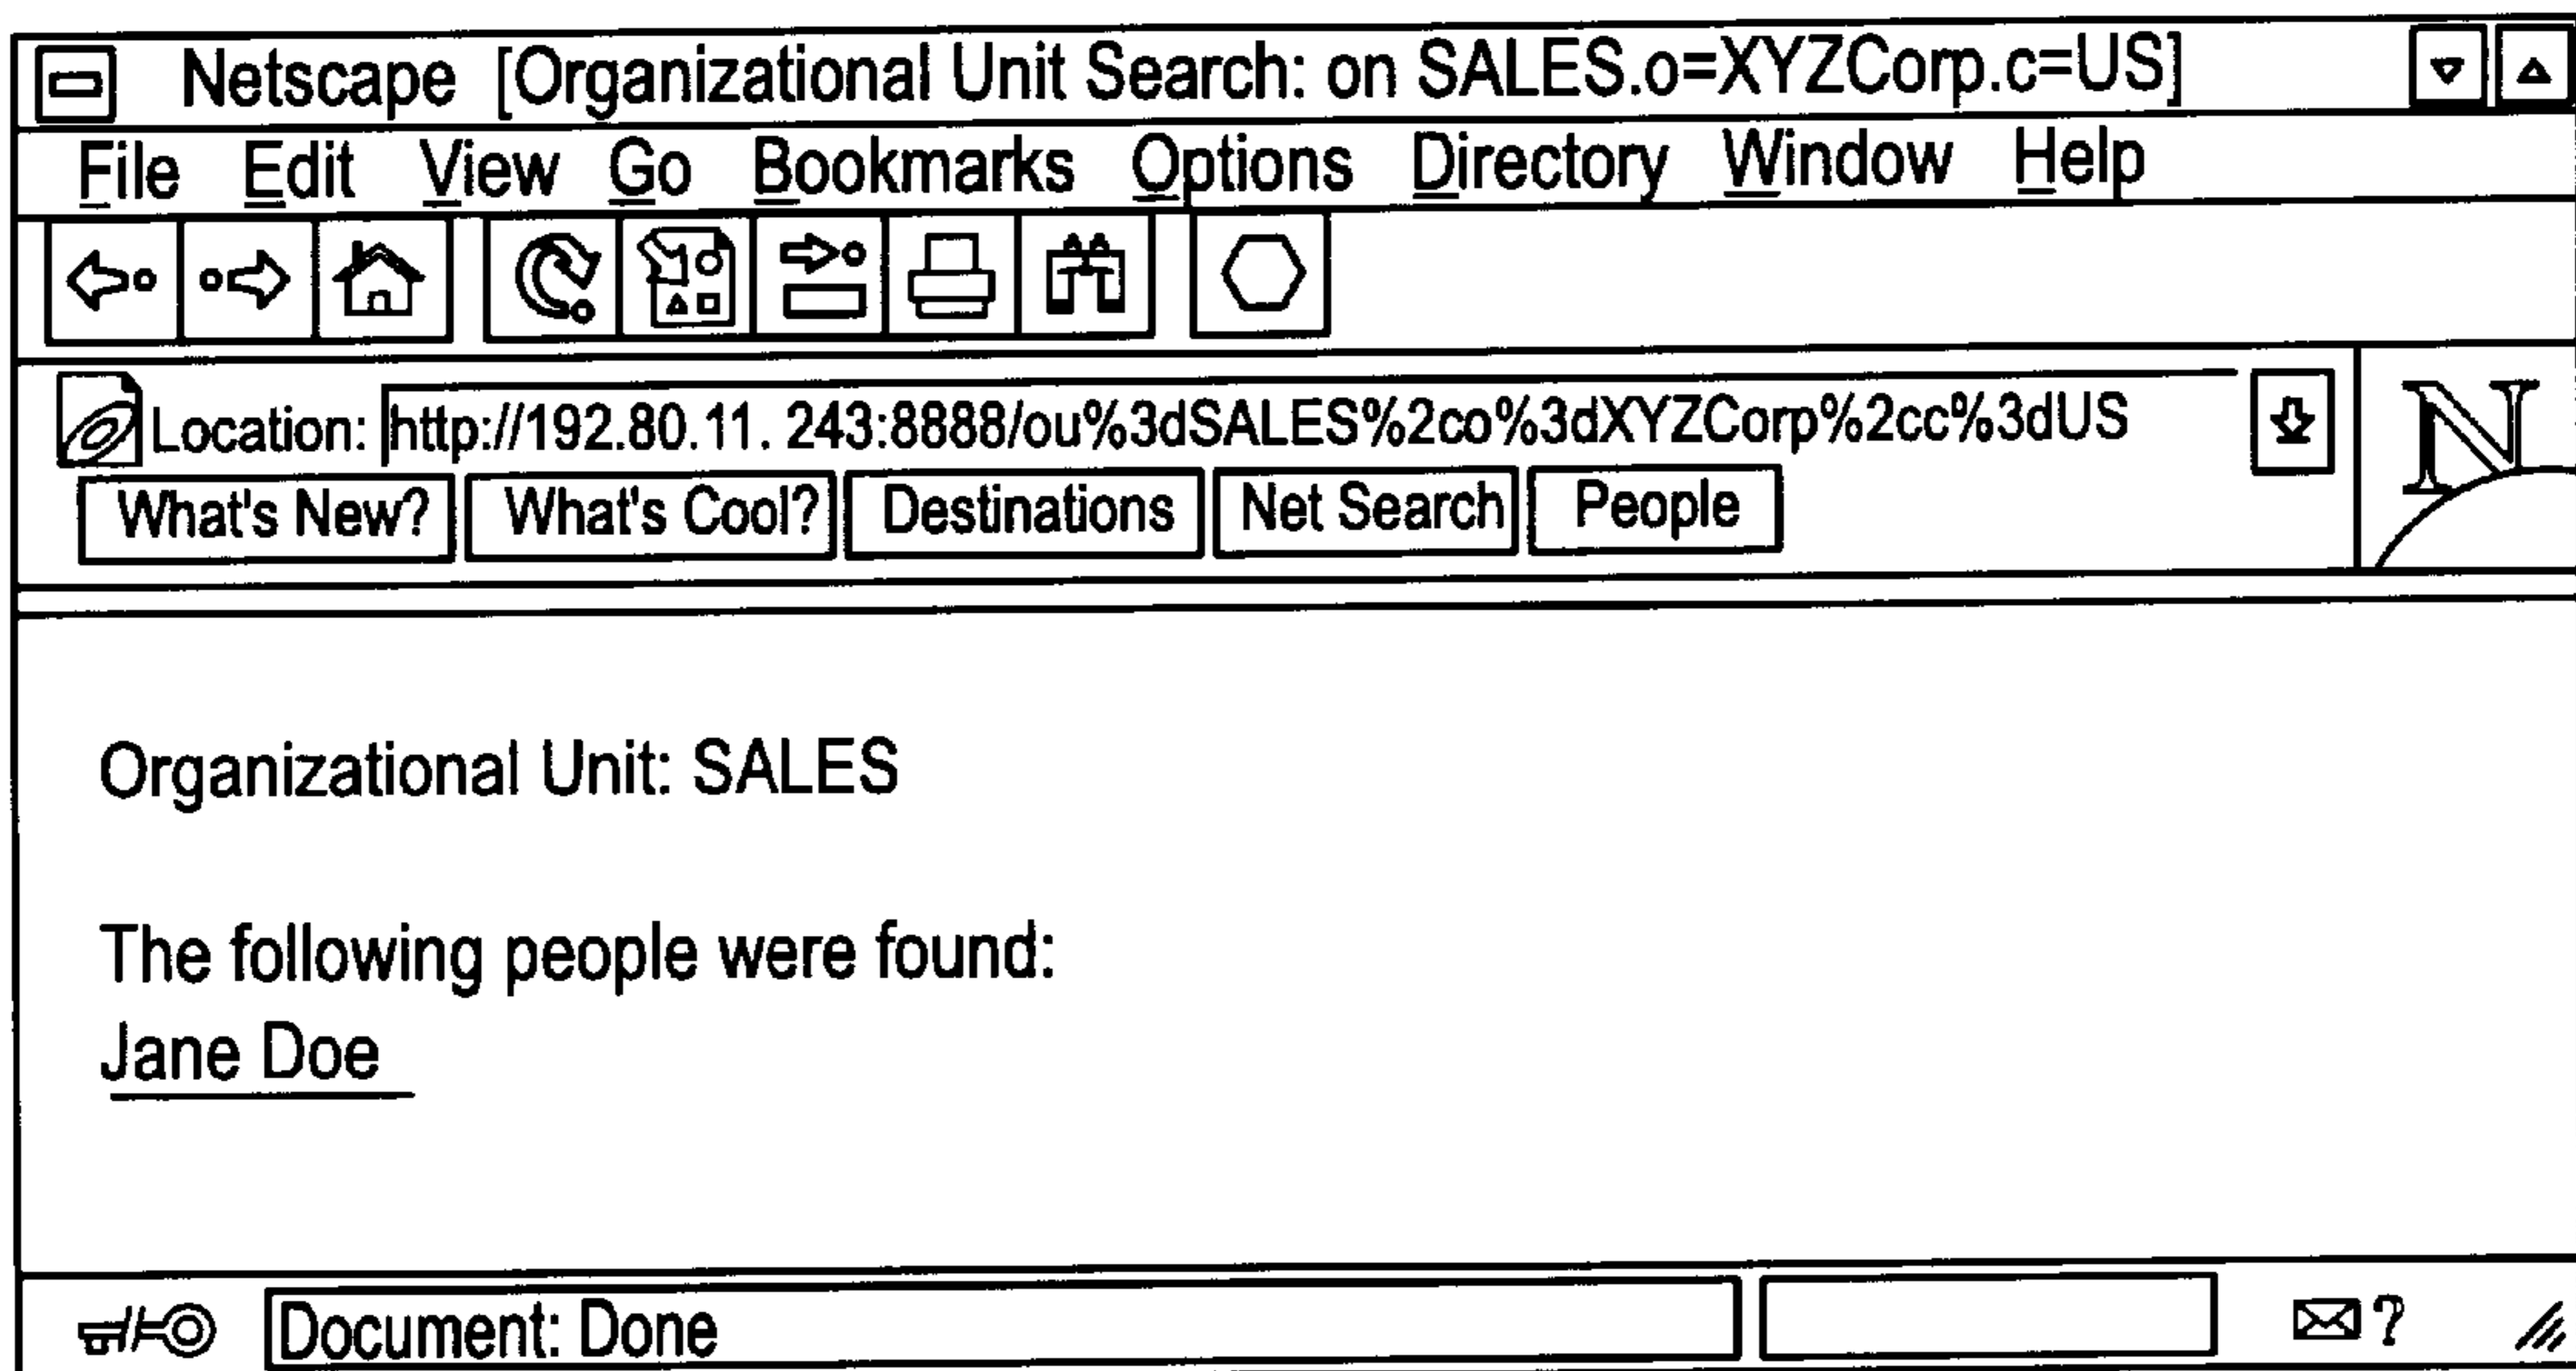 Netscape [Organizational Unit Search: on SALES.o=XYZCorp.c=US]
File Edit View Go Bookmarks Options Directory Window Help
Location: http://192.80.11. 243:8888/ou%3dSALES%2co%3dXYZCorp%2cc%3dUS
N
What's New? What's Cool? Destinations Net Search People
Organizational Unit: SALES
The following people were found:
Jane Doe
Document: Done ?